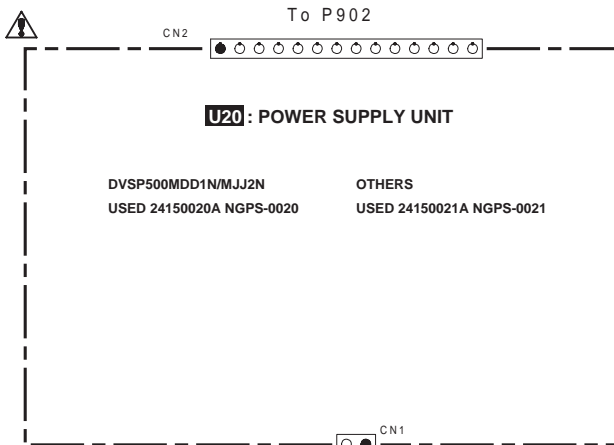 To P902
CN2
U20 : POWER SUPPLY UNIT
DVSP500MDD1N/MJJ2N OTHERS
USED 24150020A NGPS-0020 USED 24150021A NGPS-0021
CN1